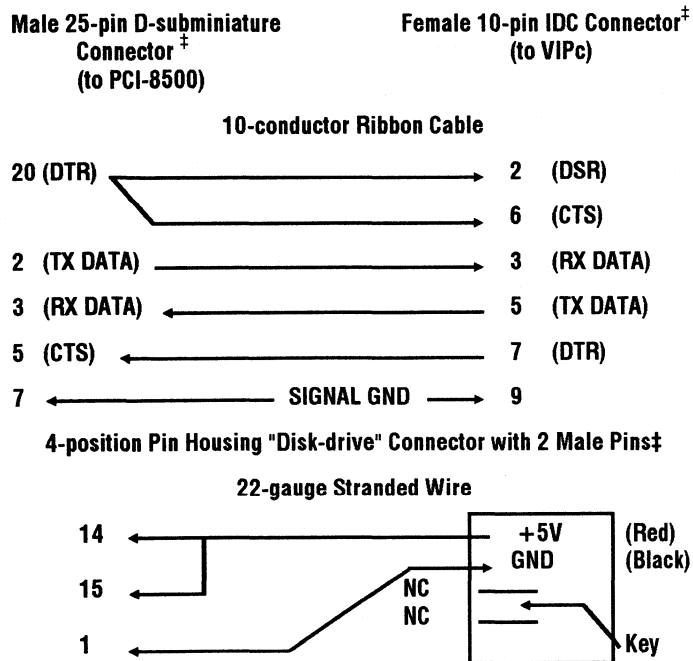 Male 25-pin D-subminiature Connector ‡ (to PCI-8500)
Female 10-pin IDC Connector‡ (to VIPc)
10-conductor Ribbon Cable
20 (DTR) 2 (DSR)
6 (CTS)
2 (TX DATA) 3 (RX DATA)
3 (RX DATA) 5 (TX DATA)
5 (CTS) 7 (DTR)
7 SIGNAL GND 9
4-position Pin Housing "Disk-drive" Connector with 2 Male Pins‡
22-gauge Stranded Wire
14 +5V (Red)
GND (Black)
15 NC
NC
1 Key